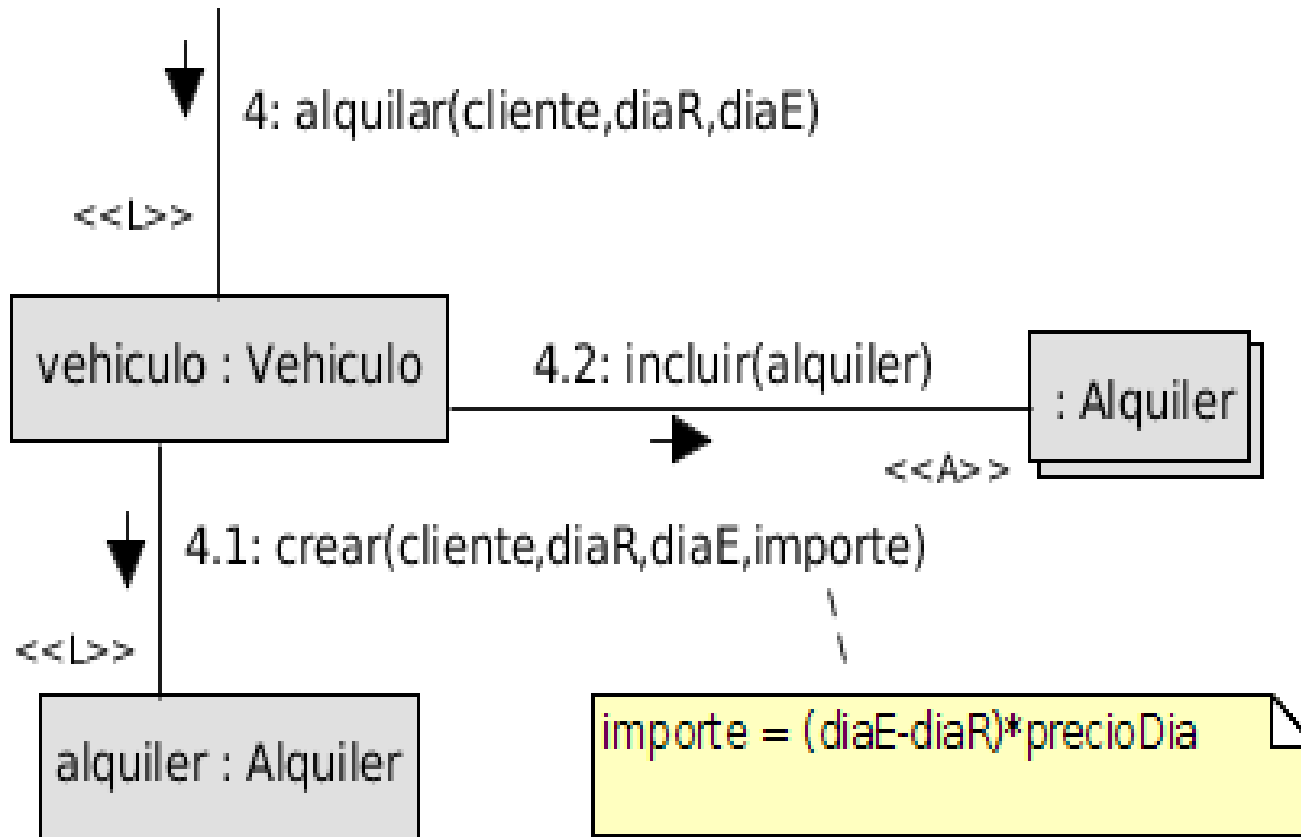 4: alquilar(cliente,diaR,diaE)
<<L>>
vehiculo : Vehiculo
4.2: incluir(alquiler)
: Alquiler
<<A>>
4.1: crear(cliente,diaR,diaE,importe)
<<L>>
alquiler : Alquiler
importe = (diaE-diaR)*precioDia